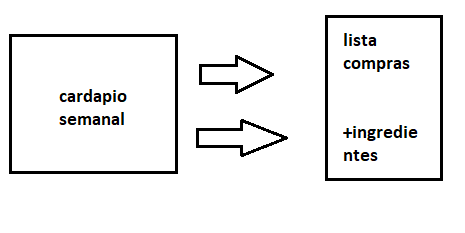 cardapio
semanal
lista
compras
+ingredie
ntes